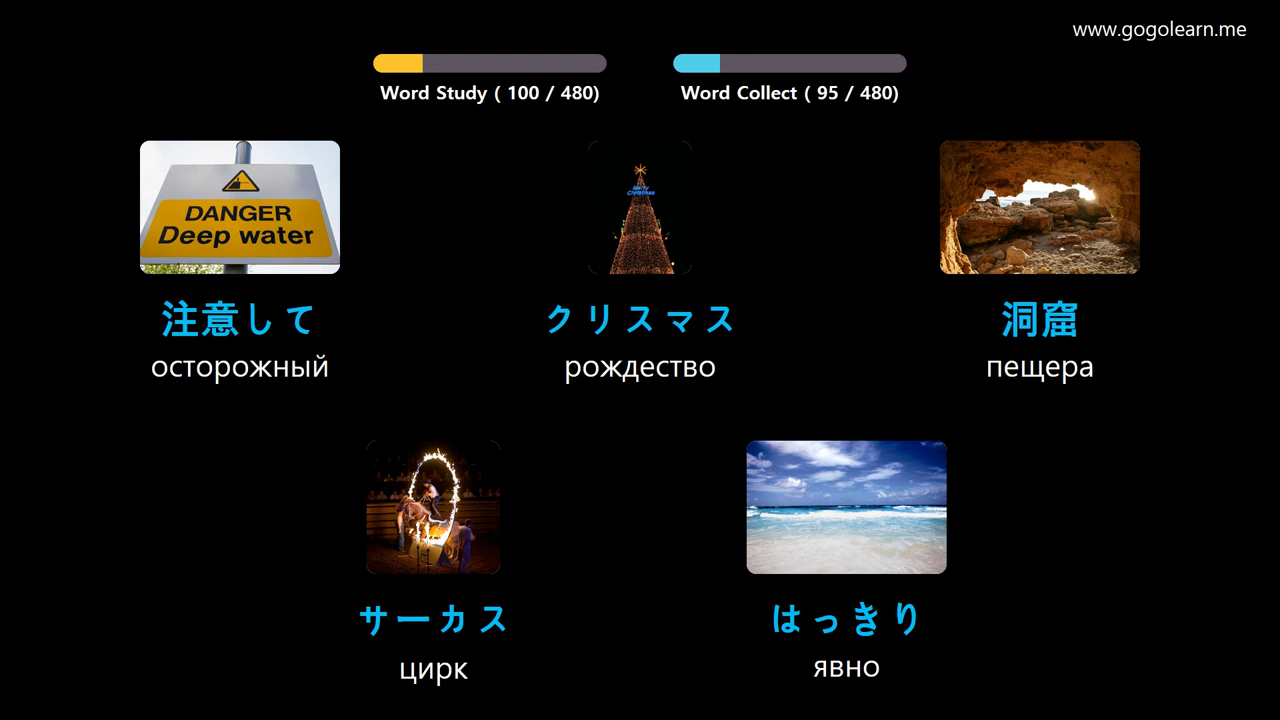 www.gogolearn.me
Word Study ( 100 / 480)
Word Collect ( 95 / 480)
DANGER
Deep water
Merry
Christmas
注意して
クリスマス
洞窟
осторожный
рождество
пещера
サーカス
はっきり
цирк
явно